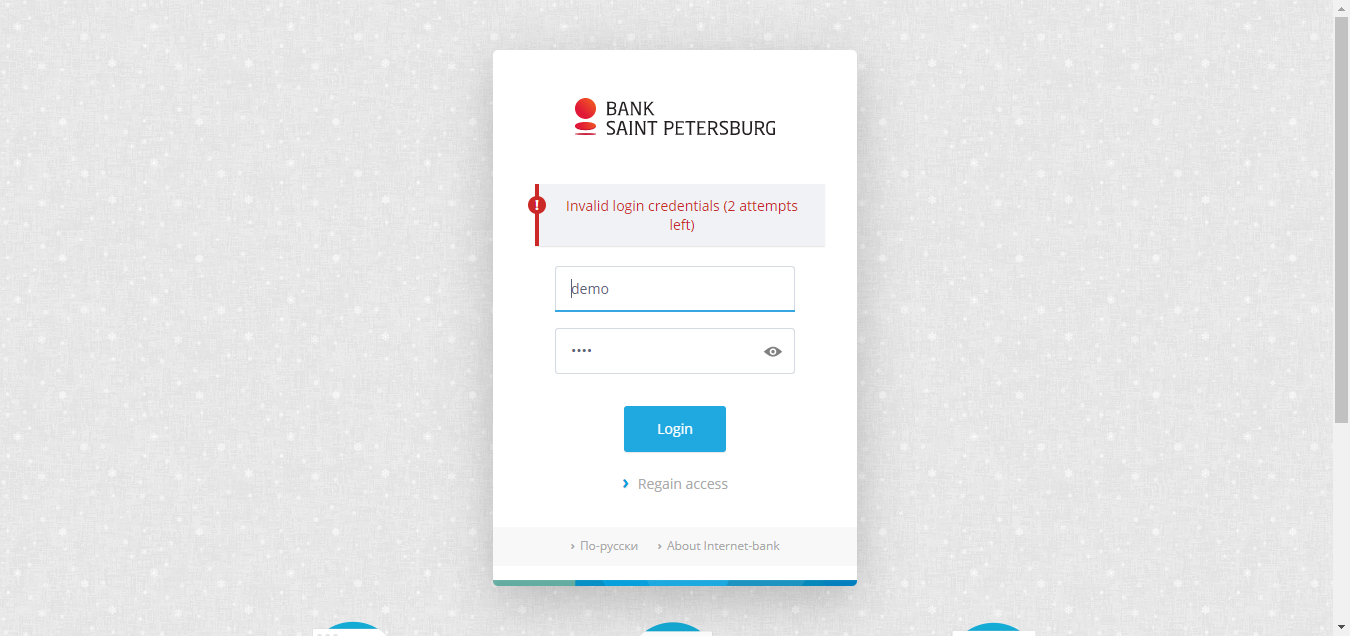 BANK
SAINT PETERSBURG
Invalid login credentials (2 attempts
left)
demo
••••
Login
Regain access
По-русски About Internet-bank